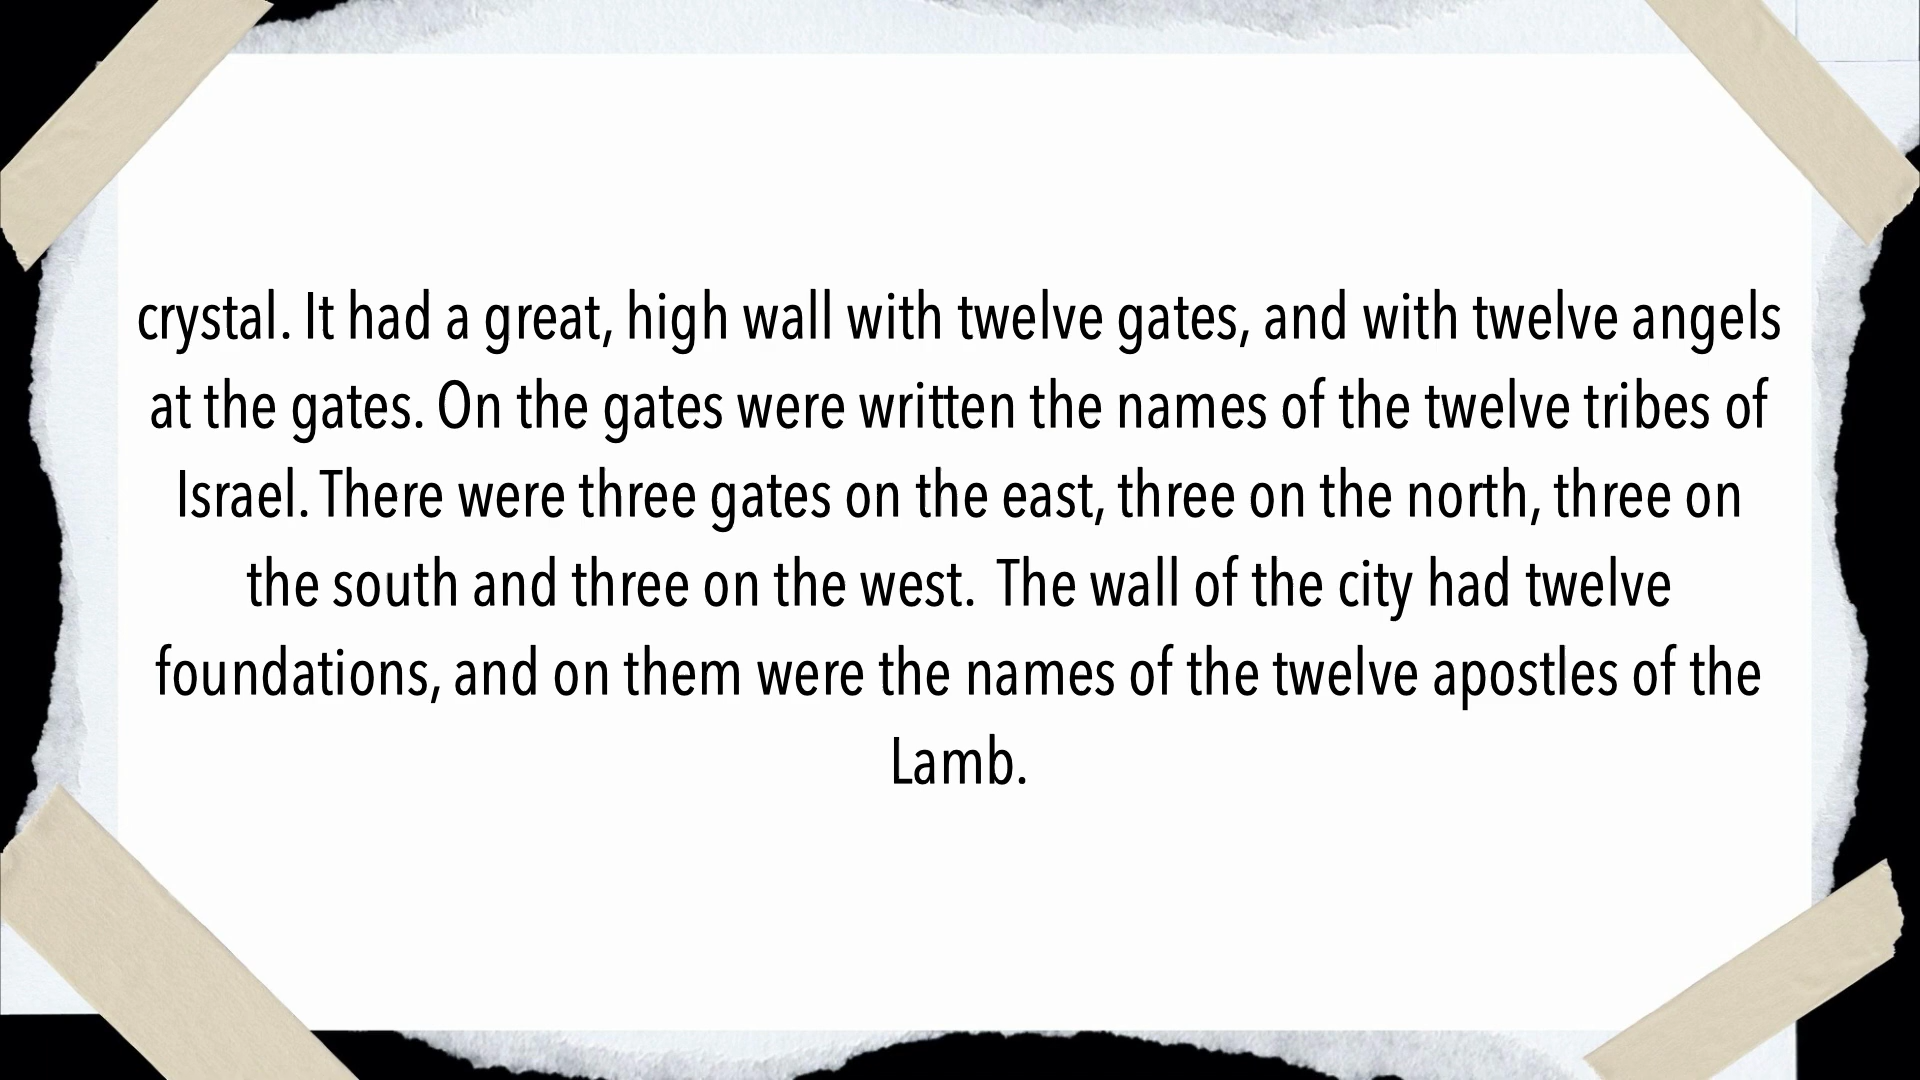 crystal. It had a great, high wall with twelve gates, and with twelve angels
at the gates. On the gates were written the names of the twelve tribes of
Israel. There were three gates on the east, three on the north, three on
the south and three on the west.  The wall of the city had twelve
foundations, and on them were the names of the twelve apostles of the
Lamb.